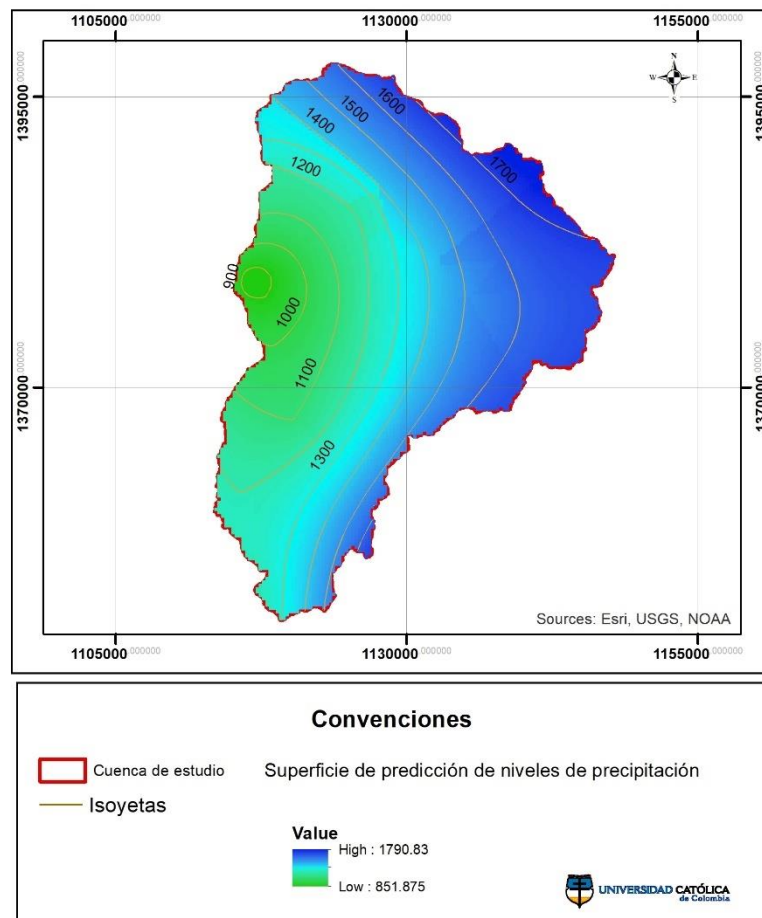 1105000.000000 1130000.000000 1155000.000000
1395000.000000 1395000.000000
N
W E
S
1600
1500
1400
1700
1200
900
1000
1100
1370000.000000 1370000.000000
1300
Sources: Esri, USGS, NOAA
1105000.000000 1130000.000000 1155000.000000
Convenciones
Cuenca de estudio Superficie de predicción de niveles de precipitación
Isoyetas
Value
High : 1790.83
Low : 851.875
UNIVERSIDAD CATÓLICA
de Colombia